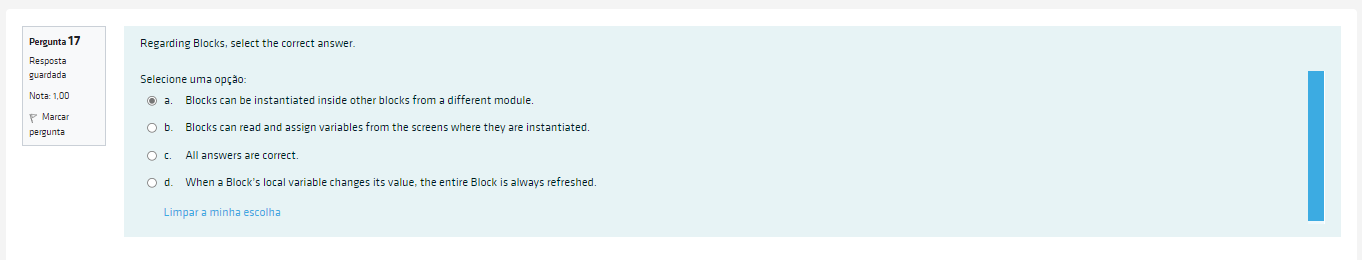 Pergunta 17
Resposta
guardada
Nota: 1,00
Marcar
pergunta
Regarding Blocks, select the correct answer.
Selecione uma opção:
a. Blocks can be instantiated inside other blocks from a different module.
b. Blocks can read and assign variables from the screens where they are instantiated.
c. All answers are correct.
d. When a Block's local variable changes its value, the entire Block is always refreshed.
Limpar a minha escolha